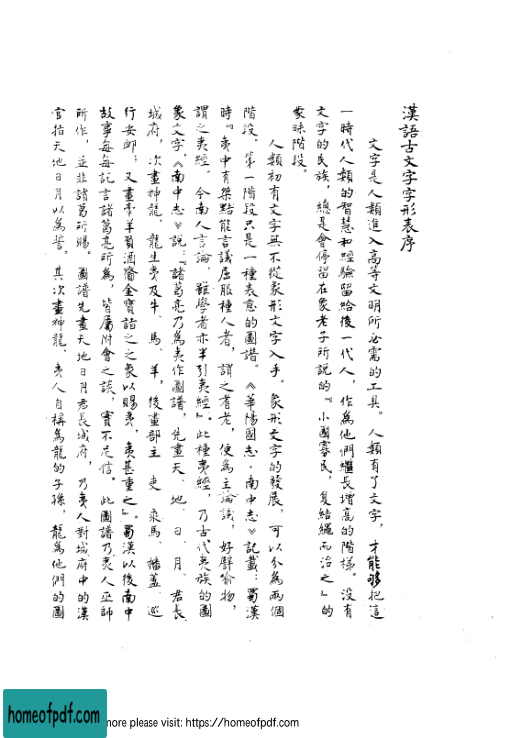 漢語古文字字形表序
文字是人類進入高等文明所必需的工具。人類有了文字，才能够把這
一時代人類的智慧和經驗留給後一代人，作爲他們繼長增高的階梯。没有
文字的民族，總是會停留在象老子所說的『小國寡民，復結繩而治之』的
蒙昧階段。
人類初有文字無不從象形文字入手。象形文字的發展，可以分爲兩個
階段。第一階段只是一種表意的圖譜。《華陽國志·南中志》記載：蜀漢
時『夷中有桀黠能言議屈服種人者，謂之耆老，便爲主論議，好譬喻物，
謂之夷經。今南人言論，雖學者亦半引夷經』。此種夷經，乃古代夷族的圖
象文字，《南中志》說：『諸葛亮乃爲夷作圖譜，先畫天、地、日、月、君長、
城府，次畫神龍，龍生夷及牛、馬、羊，後畫部主吏乘馬幡蓋巡
行安卹；又畫牽羊負酒齎金寶詣之之象以賜夷，夷甚重之』。蜀漢以後南中
故事每每託言諸葛亮所爲，皆屬附會之談，實不足信。此圖譜乃夷人巫師
所作，並非諸葛所賜。圖譜先畫天地日月君長城府，乃夷人對城府中的漢
官指天地日月以爲誓。其次畫神龍，夷人自稱爲龍的子孫，龍爲他們的圖
homeofpdf.com
more please visit: https://homeofpdf.com